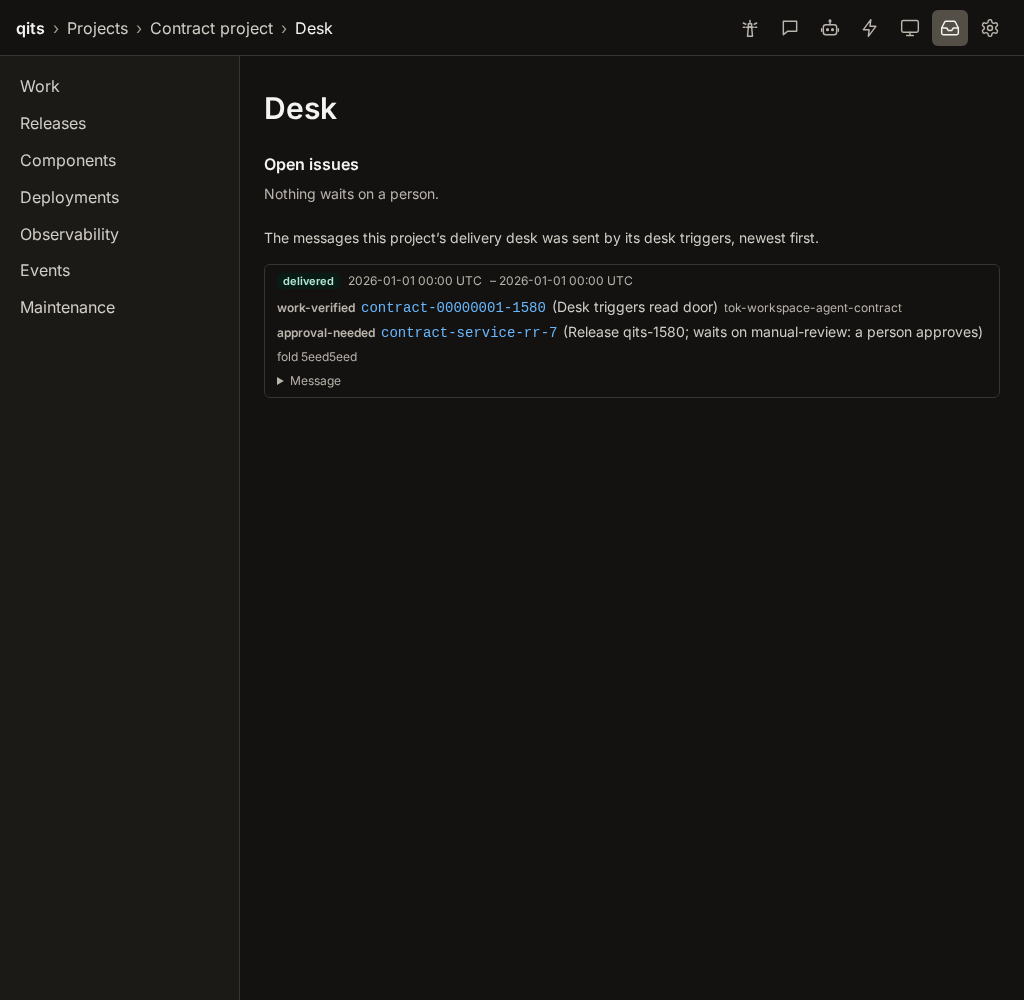 qits › Projects › Contract project › Desk
Work
Releases
Components
Deployments
Observability
Events
Maintenance
Desk
Open issues
Nothing waits on a person.
The messages this project’s delivery desk was sent by its desk triggers, newest first.
delivered 2026-01-01 00:00 UTC – 2026-01-01 00:00 UTC
work-verified contract-00000001-1580 (Desk triggers read door) tok-workspace-agent-contract
approval-needed contract-service-rr-7 (Release qits-1580; waits on manual-review: a person approves)
fold 5eed5eed
Message